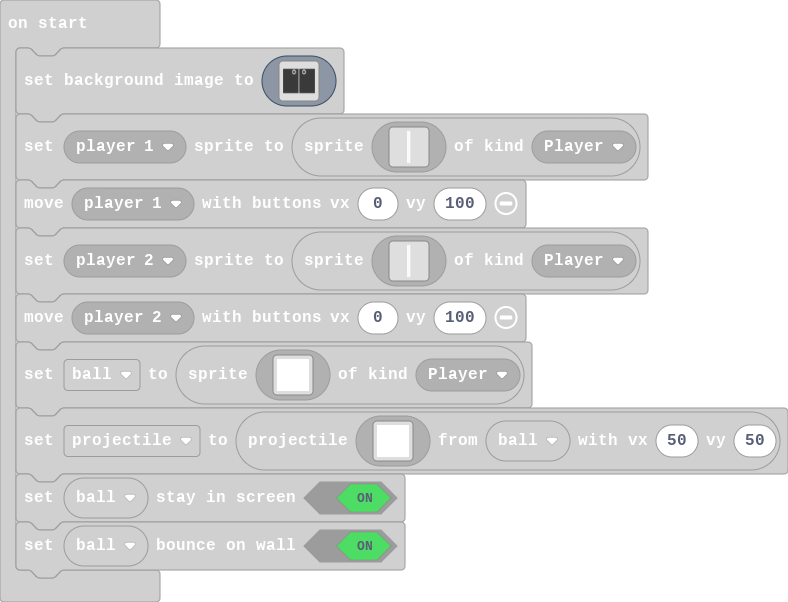 on start
set background image to
set player 1 sprite to sprite of kind Player
move player 1 with buttons vx 0 vy 100
set player 2 sprite to sprite of kind Player
move player 2 with buttons vx 0 vy 100
set ball to sprite of kind Player
set projectile to projectile from ball with vx 50 vy 50
set ball stay in screen ON
set ball bounce on wall ON